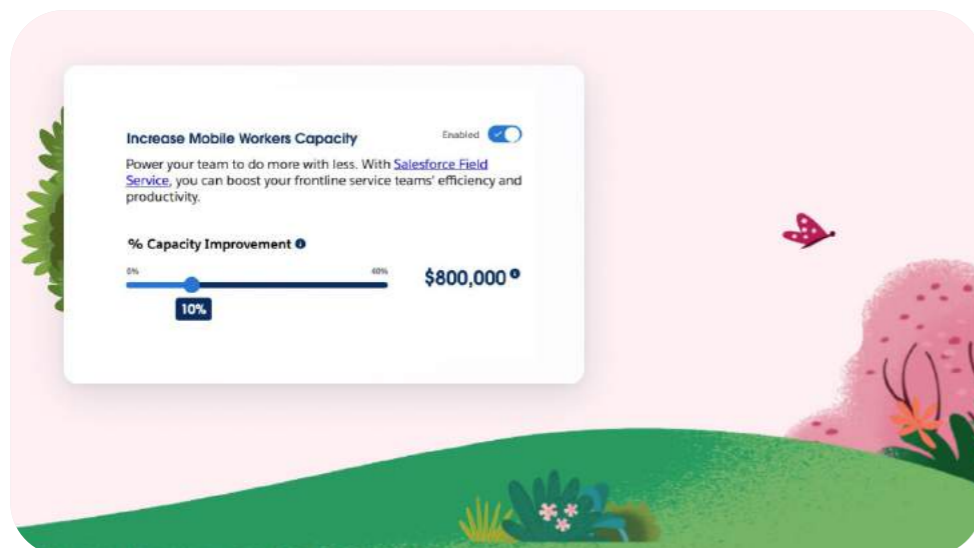 Increase Mobile Workers Capacity
Enabled
Power your team to do more with less. With Salesforce Field
Service, you can boost your frontline service teams' efficiency and
productivity.
% Capacity Improvement
0%
40%
$800,000
10%